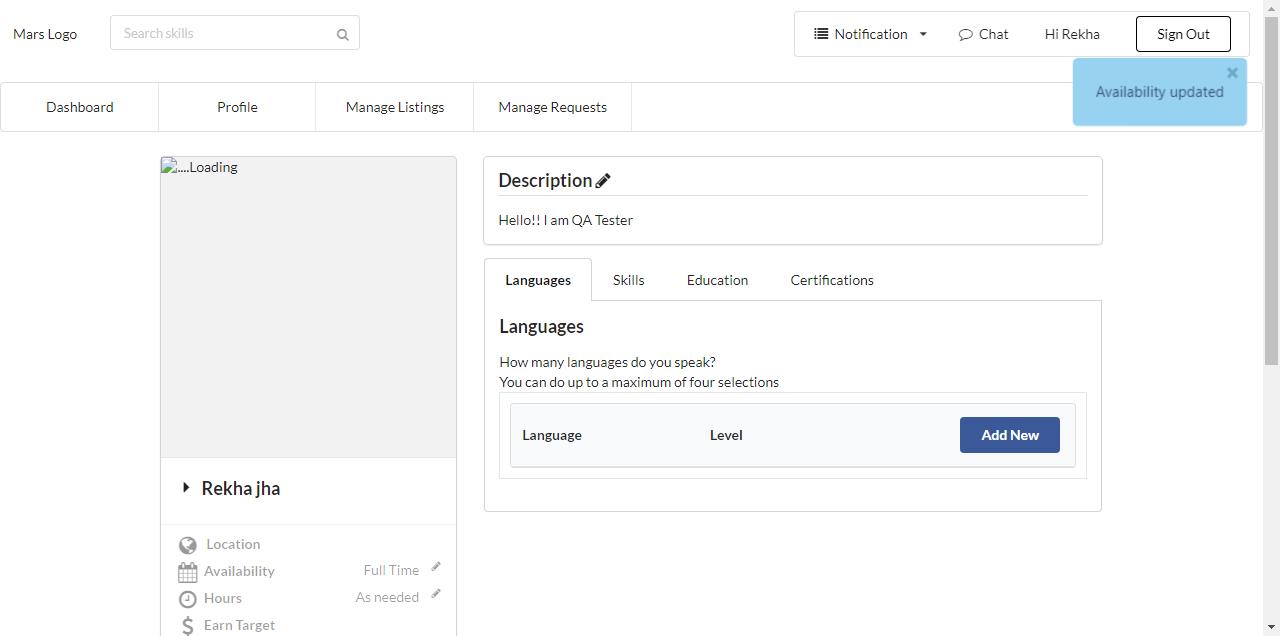 Mars Logo
Search skills
Notification
Chat
Hi Rekha
Sign Out
Availability updated
Dashboard
Profile
Manage Listings
Manage Requests
....Loading
Description
Hello!! I am QA Tester
Languages
Skills
Education
Certifications
Languages
How many languages do you speak?
You can do up to a maximum of four selections
Language
Level
Add New
Rekha jha
Location
Availability
Full Time
Hours
As needed
Earn Target